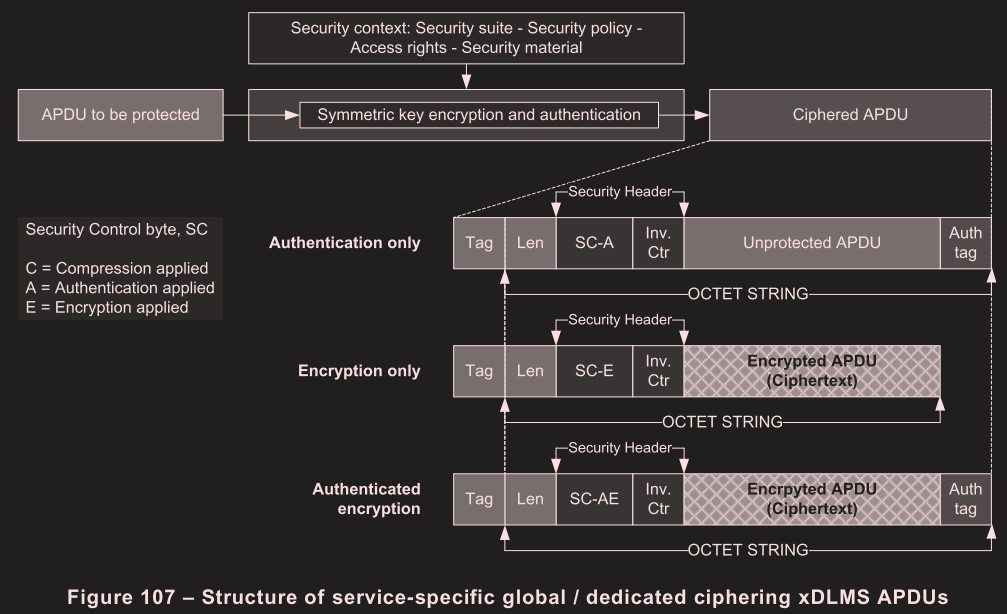 Security context: Security suite - Security policy -
Access rights - Security material
APDU to be protected
Symmetric key encryption and authentication
Ciphered APDU
Security Control byte, SC
C = Compression applied
A = Authentication applied
E = Encryption applied
Security Header
Authentication only
Tag
Len
SC-A
Inv.
Ctr
Unprotected APDU
Auth
tag
OCTET STRING
Security Header
Encryption only
Tag
Len
SC-E
Inv.
Ctr
Encrypted APDU
(Ciphertext)
OCTET STRING
Security Header
Authenticated
encryption
Tag
Len
SC-AE
Inv.
Ctr
Encrpyted APDU
(Ciphertext)
Auth
tag
OCTET STRING
Figure 107 – Structure of service-specific global / dedicated ciphering xDLMS APDUs